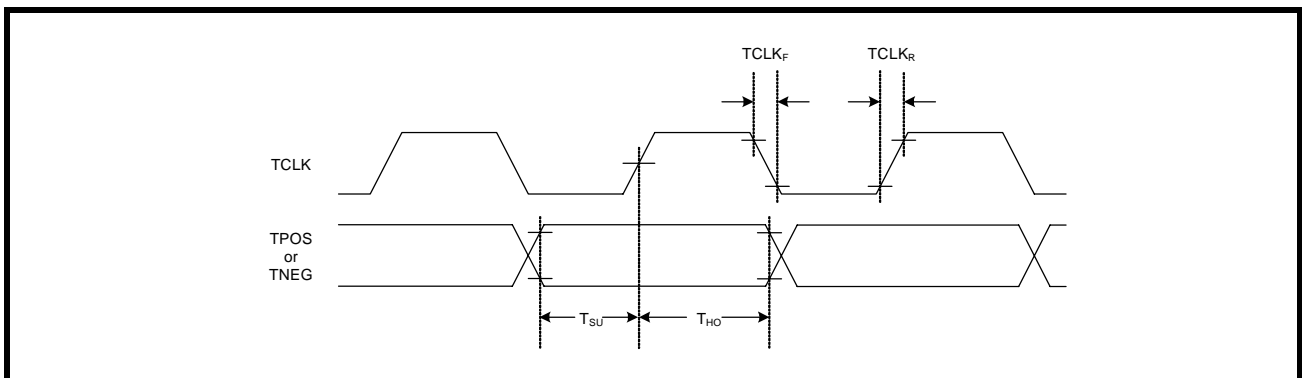 TCLKF
TCLKR
TCLK
TPOS
or
TNEG
TSU
THO